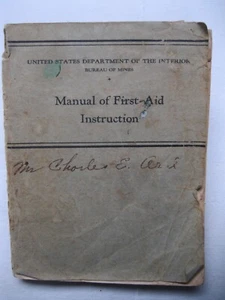 UNITED STATES DEPARTMENT OF THE INTERIOR
BUREAU OF MINES
Manual of First-Aid
Instruction
Mr Charles E.